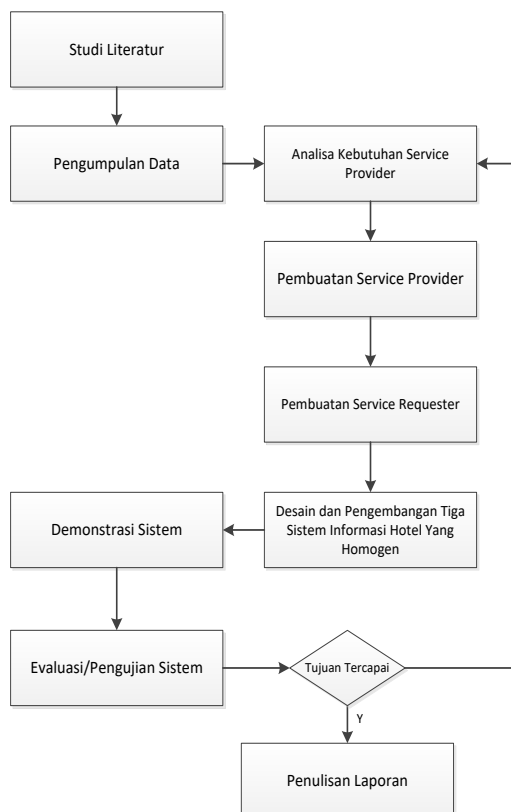 Studi Literatur
Pengumpulan Data
Analisa Kebutuhan Service
Provider
Pembuatan Service Provider
Pembuatan Service Requester
Desain dan Pengembangan Tiga
Sistem Informasi Hotel Yang
Homogen
Demonstrasi Sistem
Evaluasi/Pengujian Sistem
Tujuan Tercapai
Y
Penulisan Laporan